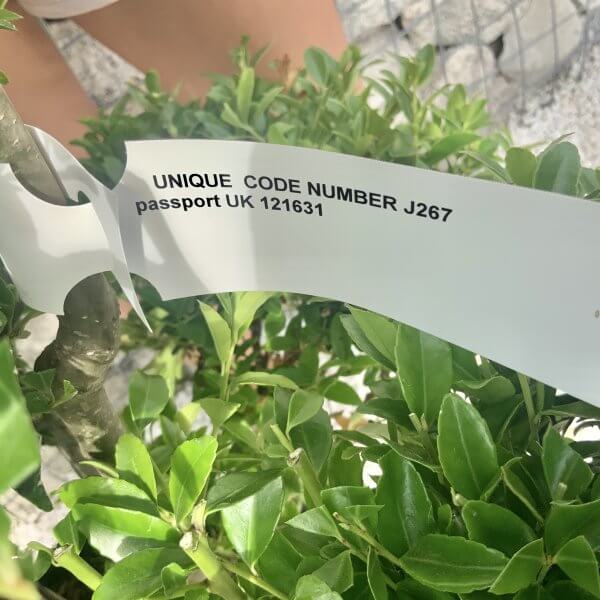 UNIQUE CODE NUMBER J267
passport UK 121631